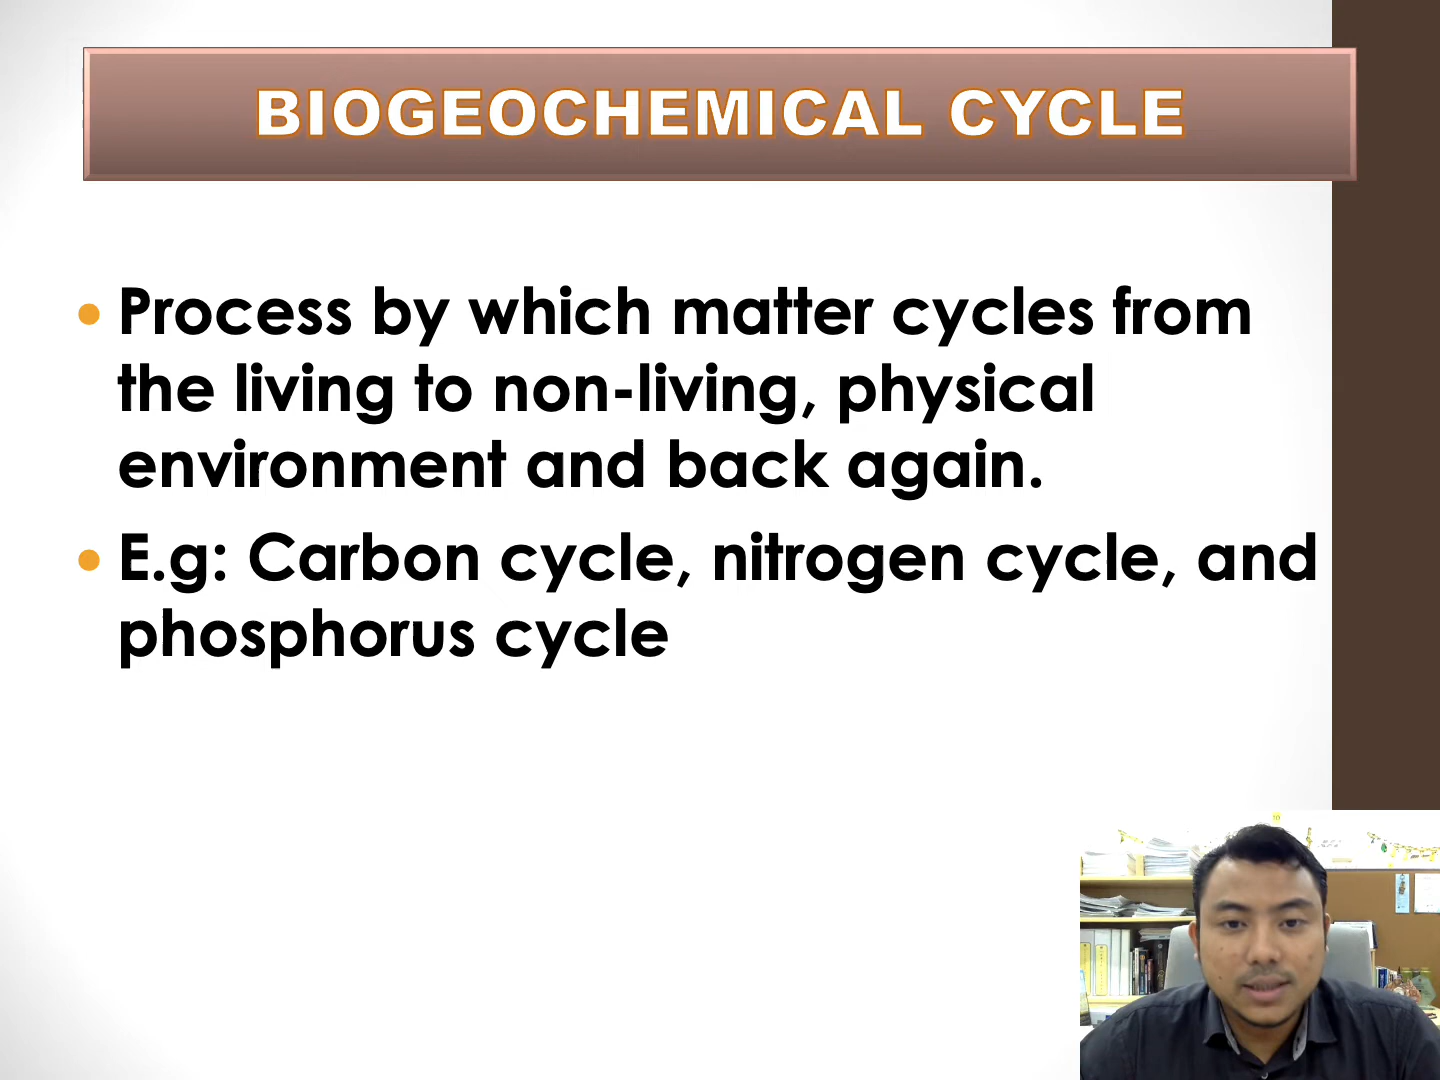 BIOGEOCHEMICAL CYCLE
Process by which matter cycles from
the living to non-living, physical
environment and back again.
E.g: Carbon cycle, nitrogen cycle, and
phosphorus cycle